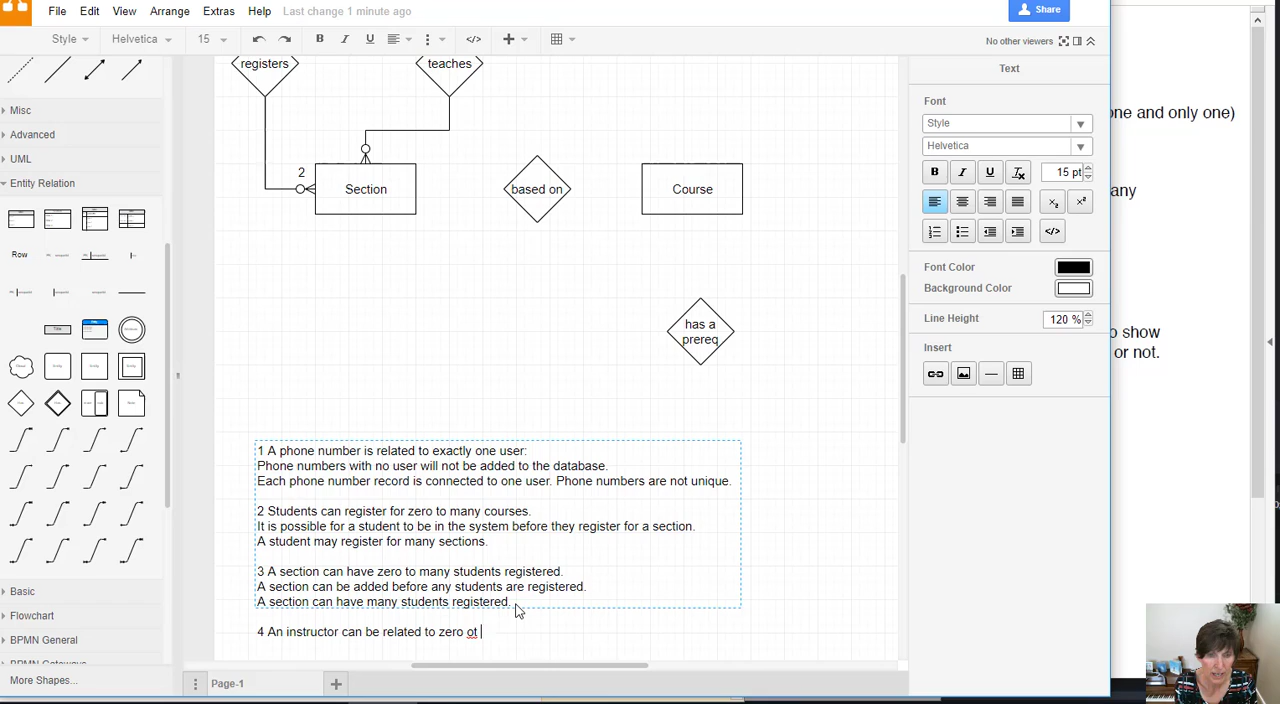 File Edit View Arrange Extras Help Last change 1 minute ago
Share
Style Helvetica 15
No other viewers
Misc
Advanced
UML
Entity Relation
Row
Title
Basic
Flowchart
BPMN General
BPMN Gateways
More Shapes...
registers
teaches
2
Section
based on
Course
has a
prereq
1 A phone number is related to exactly one user:
Phone numbers with no user will not be added to the database.
Each phone number record is connected to one user. Phone numbers are not unique.
2 Students can register for zero to many courses.
It is possible for a student to be in the system before they register for a section.
A student may register for many sections.
3 A section can have zero to many students registered.
A section can be added before any students are registered.
A section can have many students registered.
4 An instructor can be related to zero ot
Page-1
Text
Font
Style
Helvetica
B I U T 15 pt
Font Color
Background Color
Line Height 120 %
Insert
one and only one)
any
o show
or not.